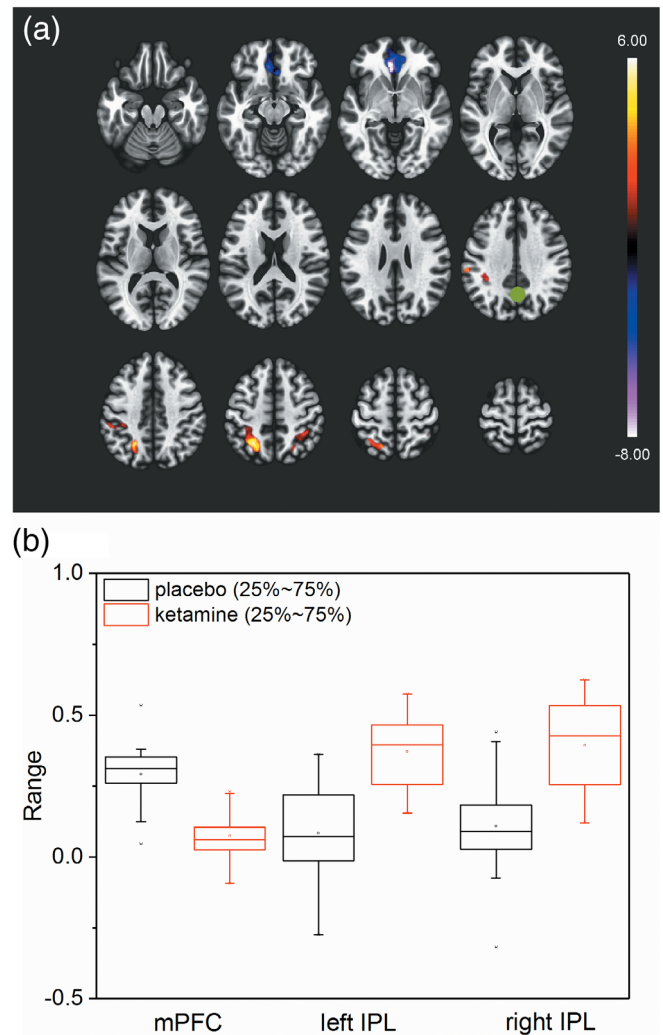 (a)
6.00
-8.00
(b)
placebo (25%~75%)
ketamine (25%~75%)
1.0
0.5
0.0
-0.5
Range
mPFC
left IPL
right IPL